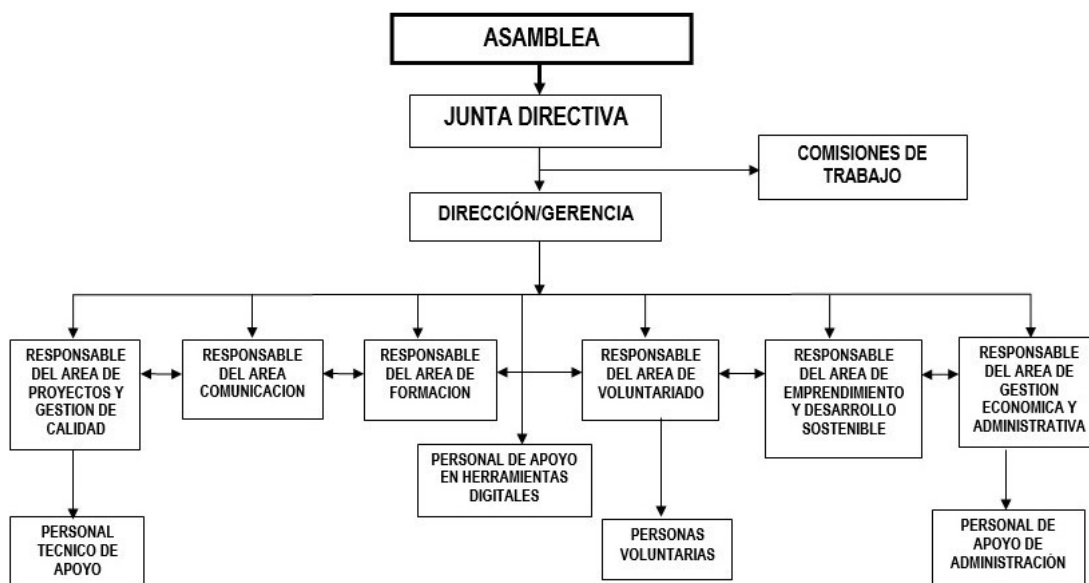 ASAMBLEA
JUNTA DIRECTIVA
COMISIONES DE
TRABAJO
DIRECCIÓN/GERENCIA
RESPONSABLE
DEL AREA DE
PROYECTOS Y
GESTION DE
CALIDAD
RESPONSABLE
DEL AREA
COMUNICACION
RESPONSABLE
DEL AREA DE
FORMACION
RESPONSABLE
DEL AREA DE
VOLUNTARIADO
RESPONSABLE
DEL AREA DE
EMPRENDIMIENTO
Y DESARROLLO
SOSTENIBLE
RESPONSABLE
DEL AREA DE
GESTION
ECONOMICA Y
ADMINISTRATIVA
PERSONAL DE APOYO
EN HERRAMIENTAS
DIGITALES
PERSONAL
TECNICO DE
APOYO
PERSONAS
VOLUNTARIAS
PERSONAL DE
APOYO DE
ADMINISTRACIÓN